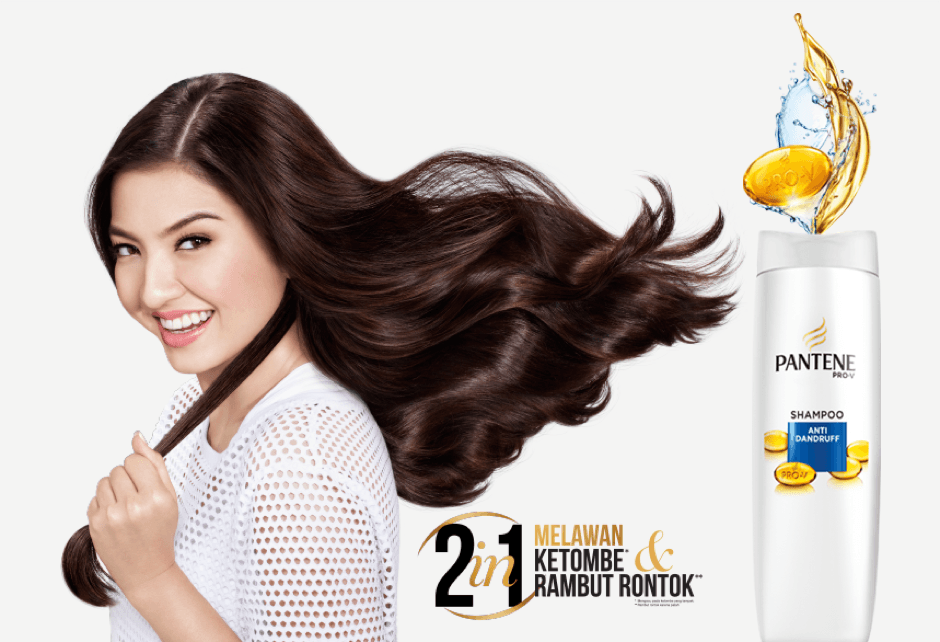 PRO-V
PANTENE
PRO-V
SHAMPOO
ANTI
DANDRUFF
PRO-V
2in1
MELAWAN
KETOMBE* &
RAMBUT RONTOK**